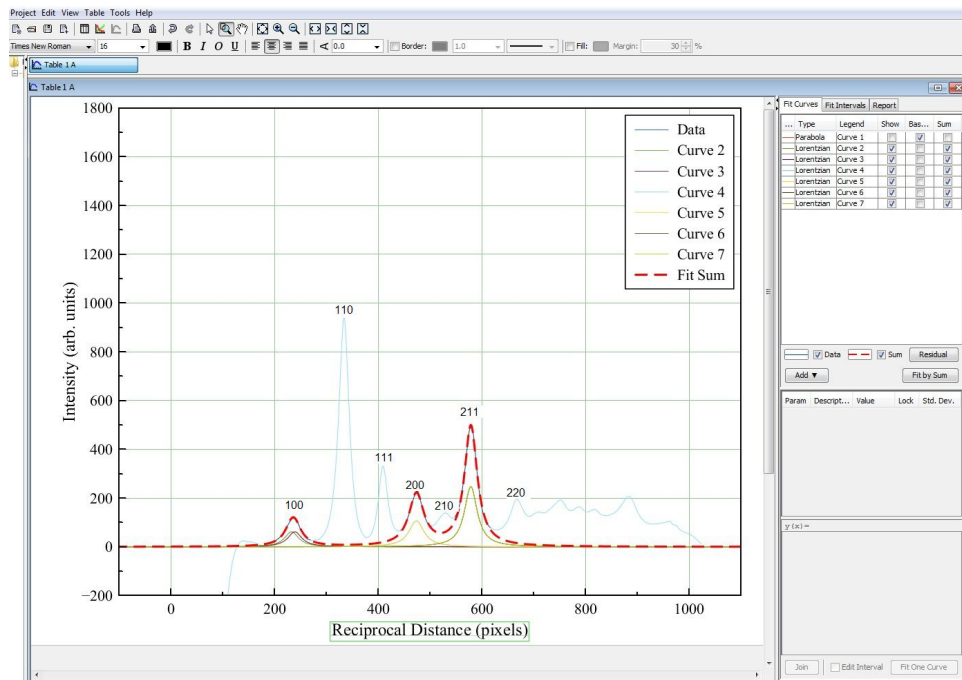 Project Edit View Table Tools Help
Times New Roman 16 B I O U 0.0 Border: 1.0 Fill: Margin: 30 %
Table 1 A
Table 1 A
1800
1600
1400
1200
1000
800
600
400
200
0
−200
Intensity (arb. units)
Data
Curve 2
Curve 3
Curve 4
Curve 5
Curve 6
Curve 7
Fit Sum
110
111
211
200
210
220
100
0 200 400 600 800 1000
Reciprocal Distance (pixels)
Fit Curves Fit Intervals Report
... Type Legend Show Bas... Sum
Parabola Curve 1
Lorentzian Curve 2
Lorentzian Curve 3
Lorentzian Curve 4
Lorentzian Curve 5
Lorentzian Curve 6
Lorentzian Curve 7
Data Sum Residual
Add ▼ Fit by Sum
Param Descript... Value Lock Std. Dev.
y (x) =
Join Edit Interval Fit One Curve